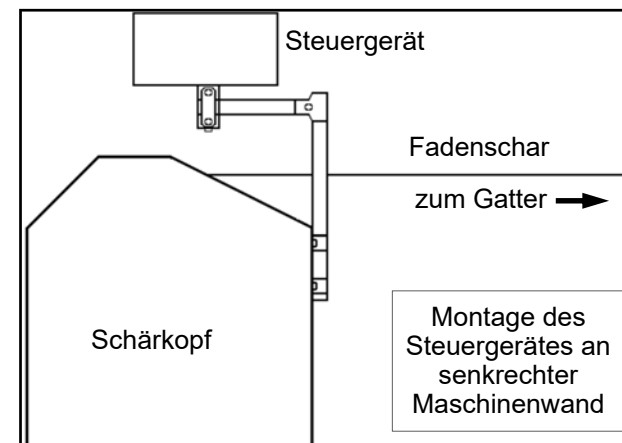 Steuergerät
Fadenschar
zum Gatter
Schärkopf
Montage des
Steuergerätes an
senkrechter
Maschinenwand